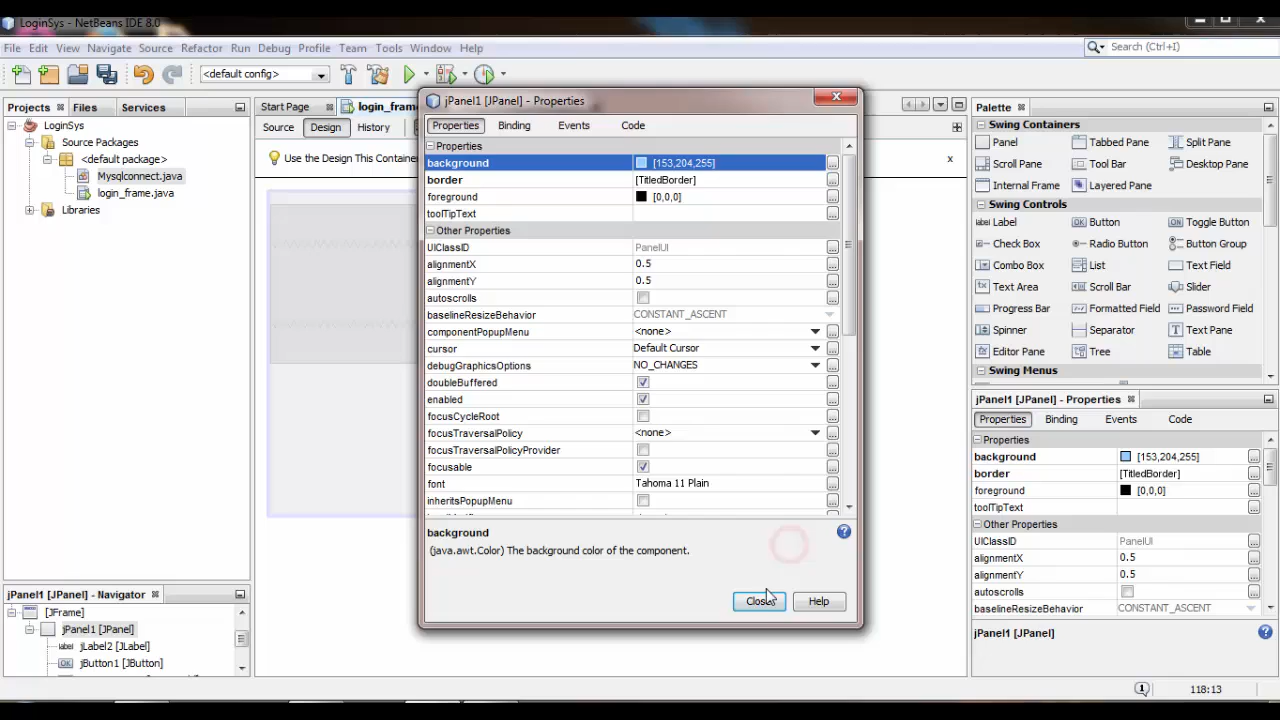 LoginSys - NetBeans IDE 8.0
File Edit View Navigate Source Refactor Run Debug Profile Team Tools Window Help
Search (Ctrl+I)
<default config>
Projects Files Services
LoginSys
Source Packages
<default package>
Mysqlconnect.java
login_frame.java
Libraries
Start Page login_frame
Source Design History
Use the Design This Container
jPanel1 [JPanel] - Properties
Properties Binding Events Code
Properties
background [153,204,255]
border [TitledBorder]
foreground [0,0,0]
toolTipText
Other Properties
UIClassID PanelUI
alignmentX 0.5
alignmentY 0.5
autoscrolls
baselineResizeBehavior CONSTANT_ASCENT
componentPopupMenu <none>
cursor Default Cursor
debugGraphicsOptions NO_CHANGES
doubleBuffered
enabled
focusCycleRoot
focusTraversalPolicy <none>
focusTraversalPolicyProvider
focusable
font Tahoma 11 Plain
inheritsPopupMenu
background
(java.awt.Color) The background color of the component.
Close Help
Palette
Swing Containers
Panel Tabbed Pane Split Pane
Scroll Pane Tool Bar Desktop Pane
Internal Frame Layered Pane
Swing Controls
label Label OK Button ON Toggle Button
Check Box Radio Button Button Group
Combo Box List Text Field
Text Area Scroll Bar Slider
Progress Bar Formatted Field Password Field
Spinner Separator Text Pane
Editor Pane Tree Table
Swing Menus
jPanel1 [JPanel] - Properties
Properties Binding Events Code
Properties
background [153,204,255]
border [TitledBorder]
foreground [0,0,0]
toolTipText
Other Properties
UIClassID PanelUI
alignmentX 0.5
alignmentY 0.5
autoscrolls
baselineResizeBehavior CONSTANT_ASCENT
jPanel1 [JPanel]
jPanel1 [JPanel] - Navigator
[JFrame]
jPanel1 [JPanel]
label jLabel2 [JLabel]
OK jButton1 [JButton]
1 118:13